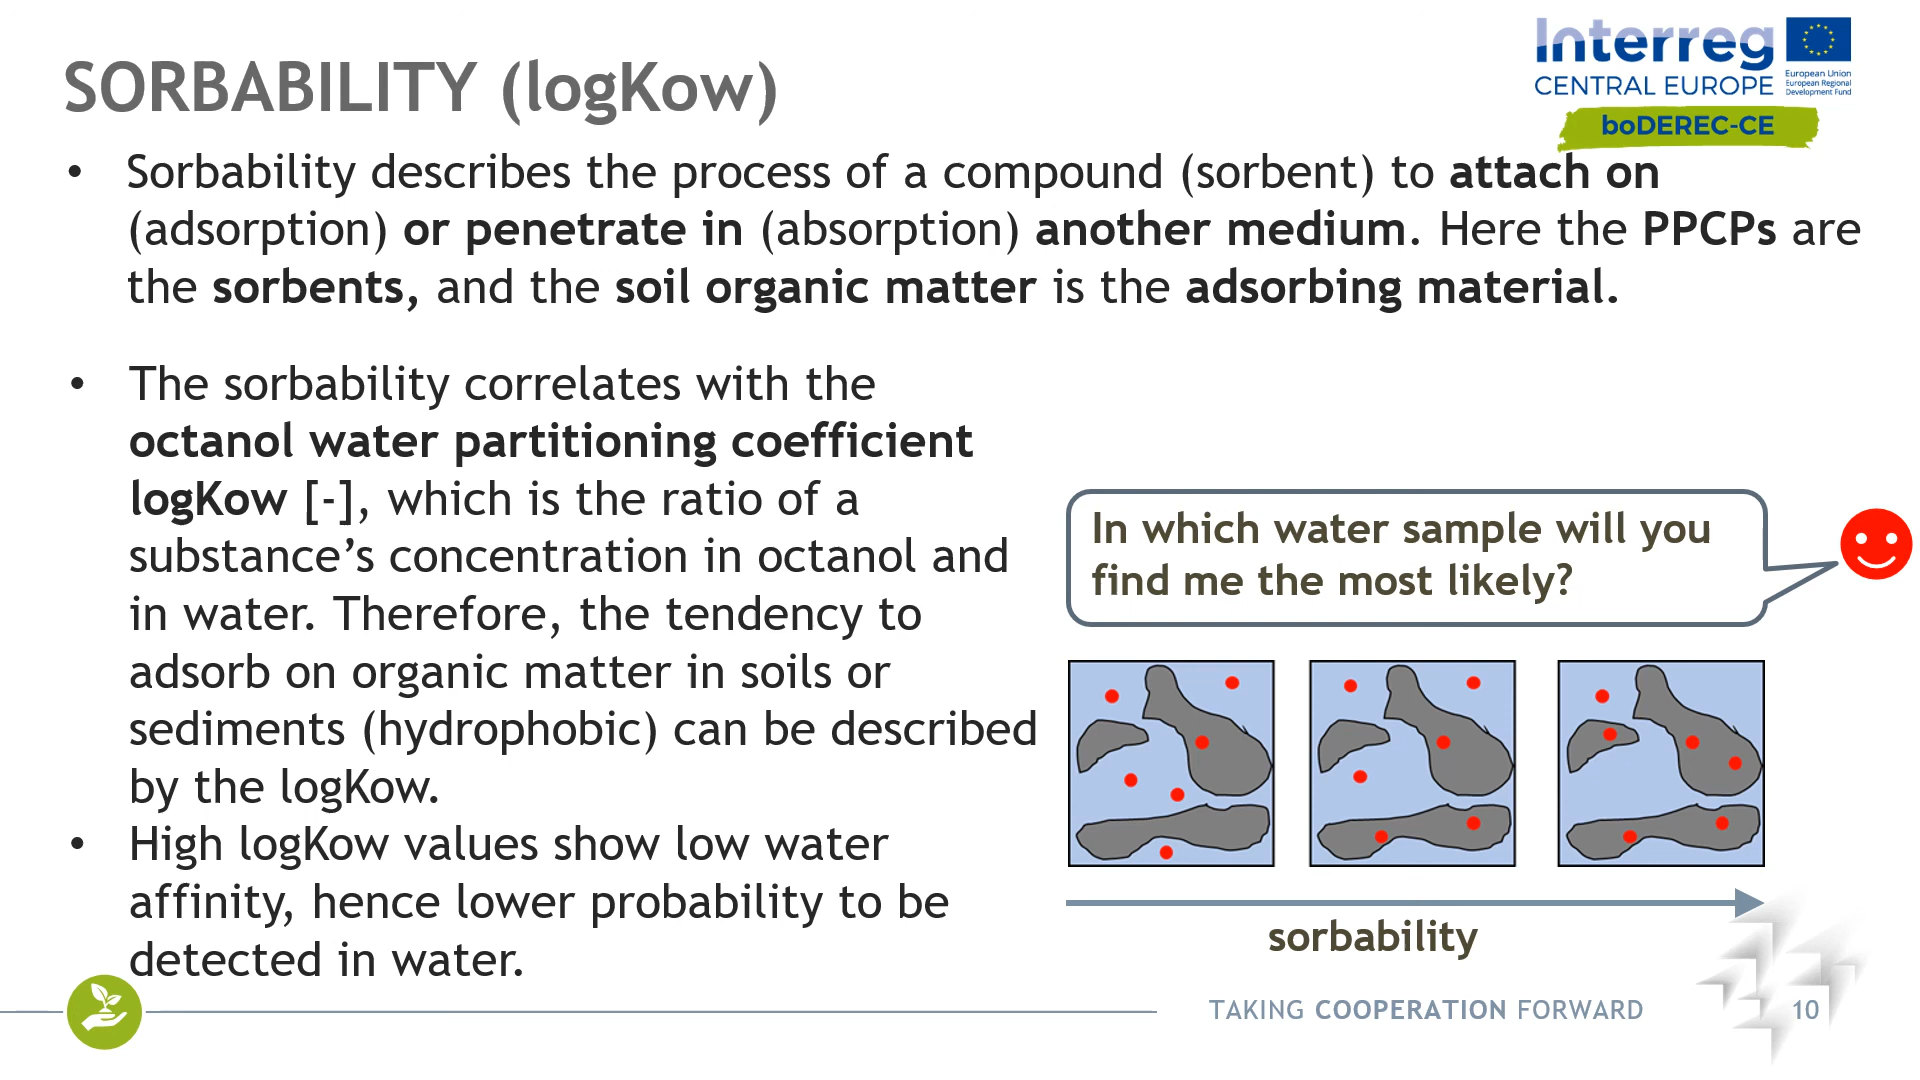 Interreg
CENTRAL EUROPE
European Union
European Regional
Development Fund
boDEREC-CE
SORBABILITY (logKow)
• Sorbability describes the process of a compound (sorbent) to attach on
(adsorption) or penetrate in (absorption) another medium. Here the PPCPs are
the sorbents, and the soil organic matter is the adsorbing material.
• The sorbability correlates with the
octanol water partitioning coefficient
logKow [-], which is the ratio of a
substance’s concentration in octanol and
in water. Therefore, the tendency to
adsorb on organic matter in soils or
sediments (hydrophobic) can be described
by the logKow.
• High logKow values show low water
affinity, hence lower probability to be
detected in water.
In which water sample will you
find me the most likely?
sorbability
TAKING COOPERATION FORWARD
10